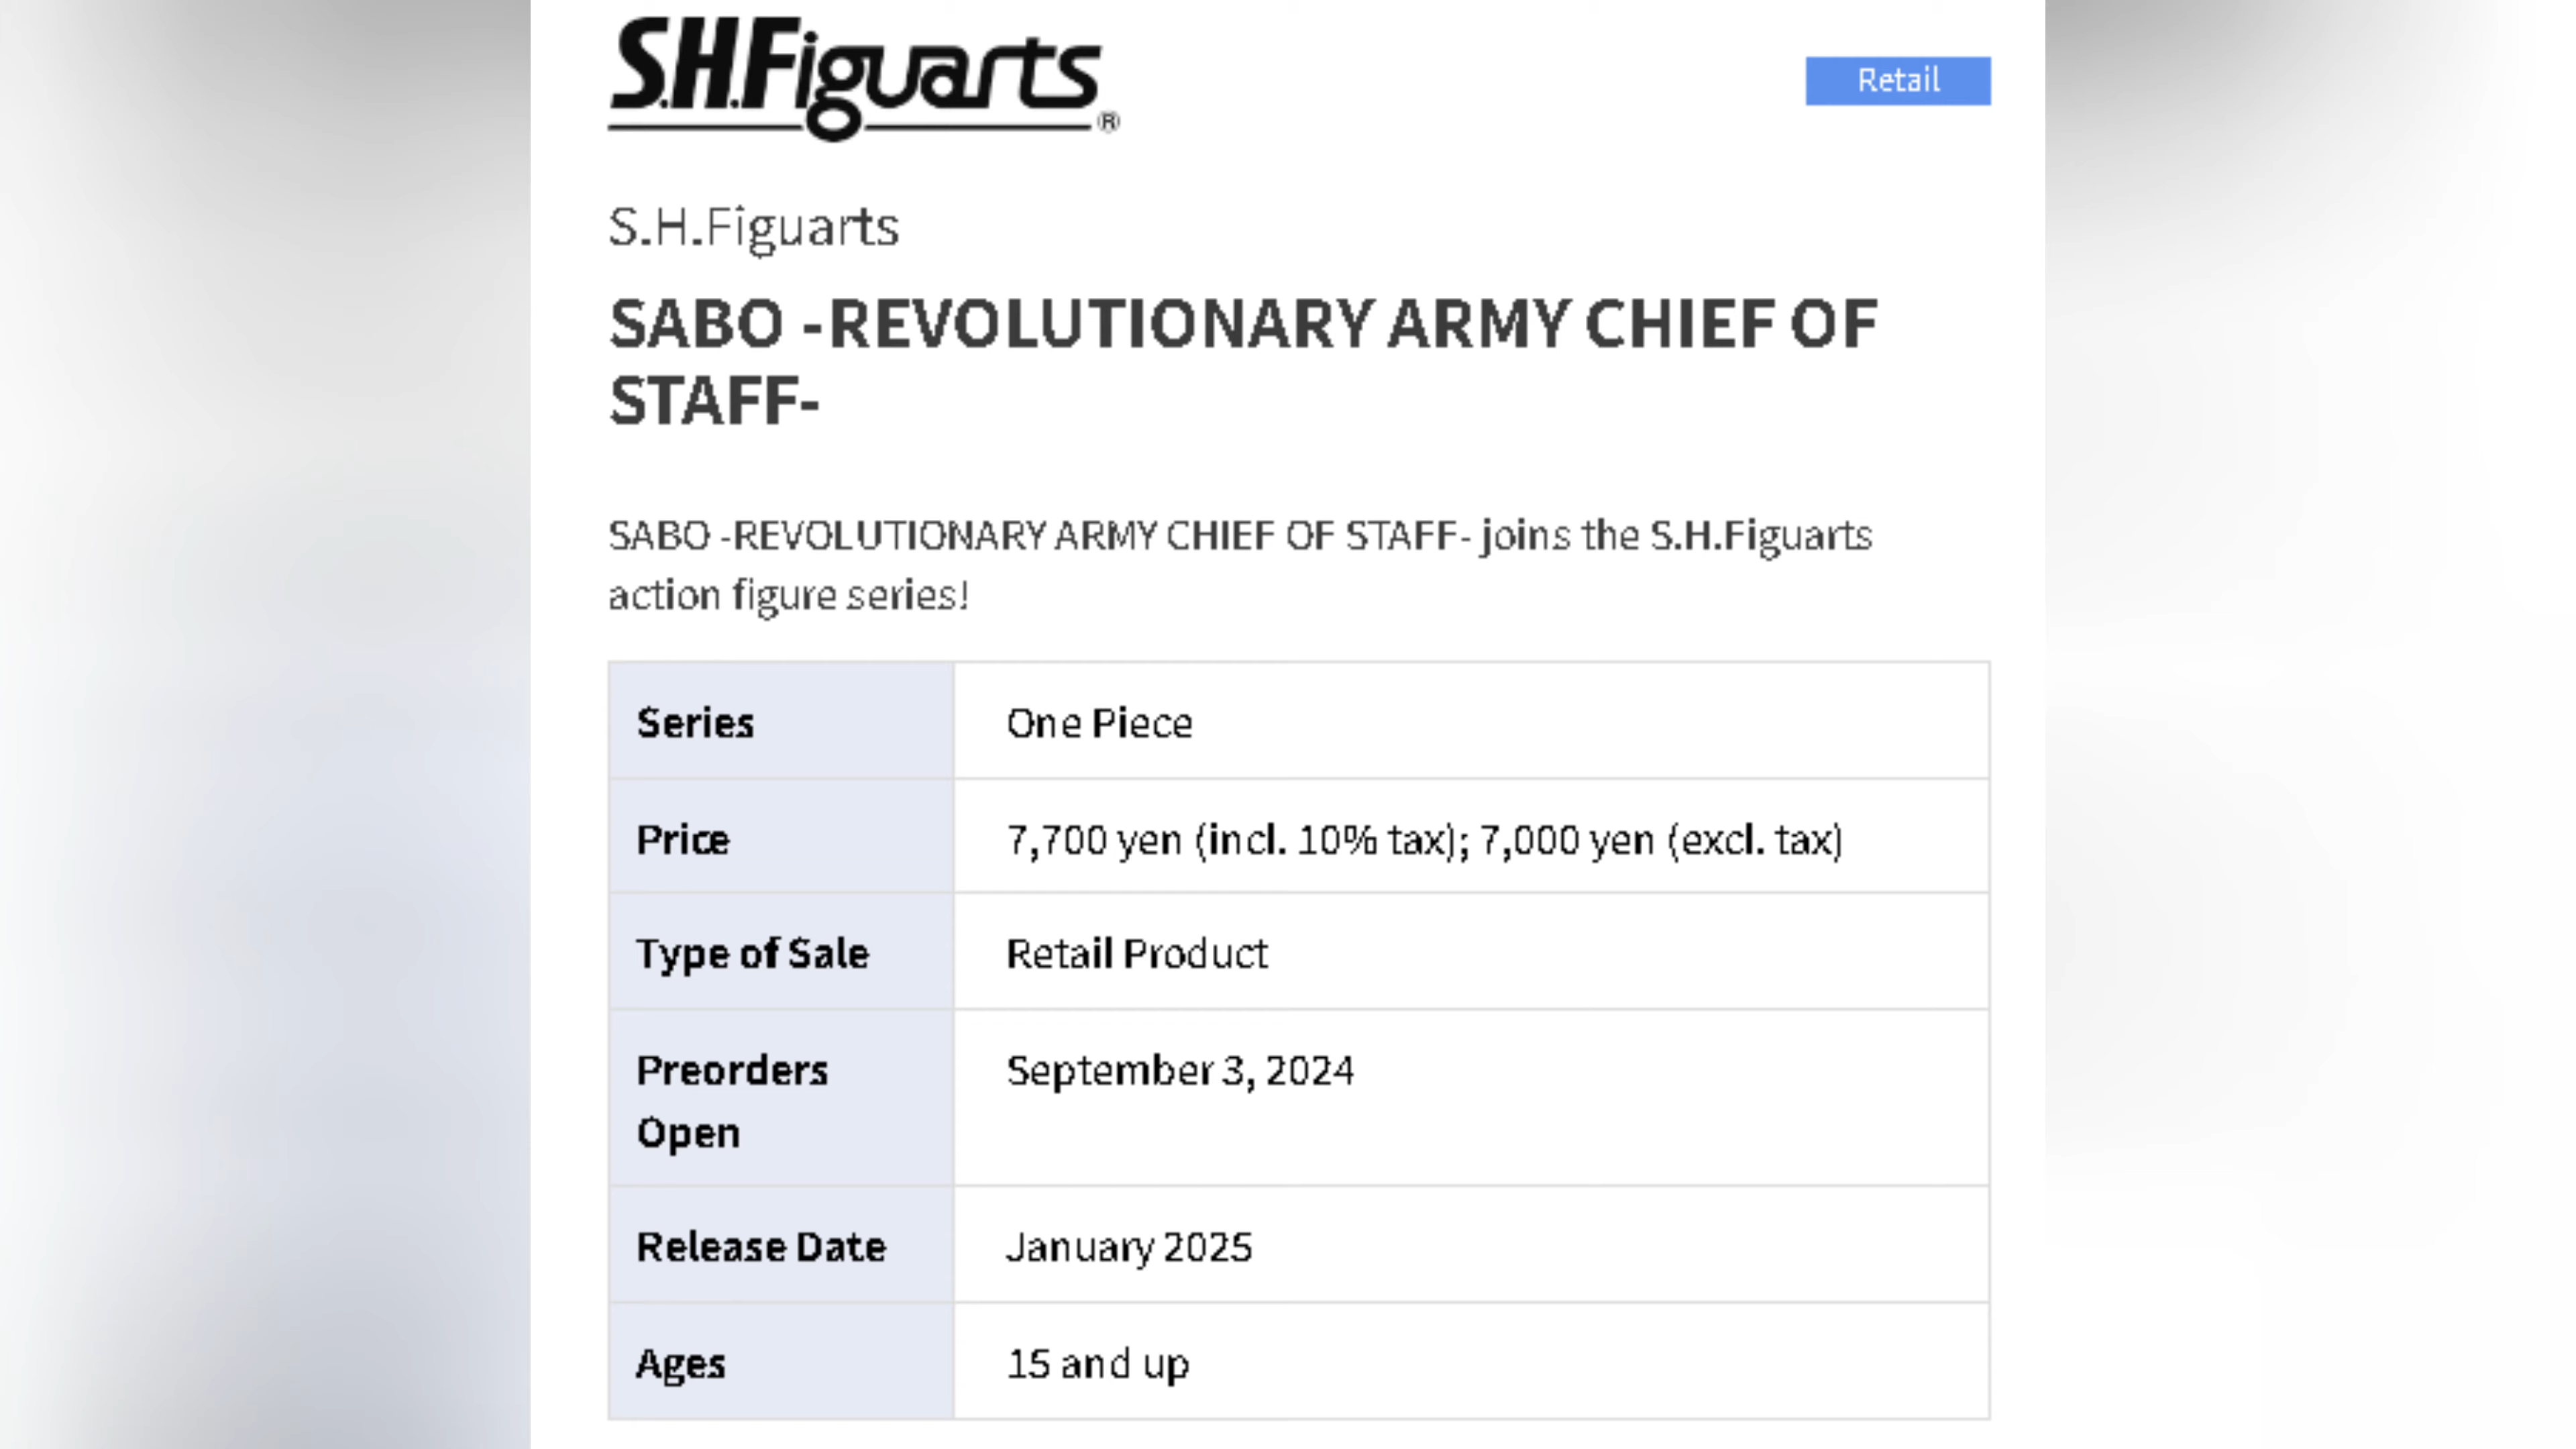 S.H.Figuarts®
Retail
S.H.Figuarts
SABO -REVOLUTIONARY ARMY CHIEF OF
STAFF-
SABO -REVOLUTIONARY ARMY CHIEF OF STAFF- joins the S.H.Figuarts
action figure series!
Series One Piece
Price 7,700 yen (incl. 10% tax); 7,000 yen (excl. tax)
Type of Sale Retail Product
Preorders September 3, 2024
Open
Release Date January 2025
Ages 15 and up